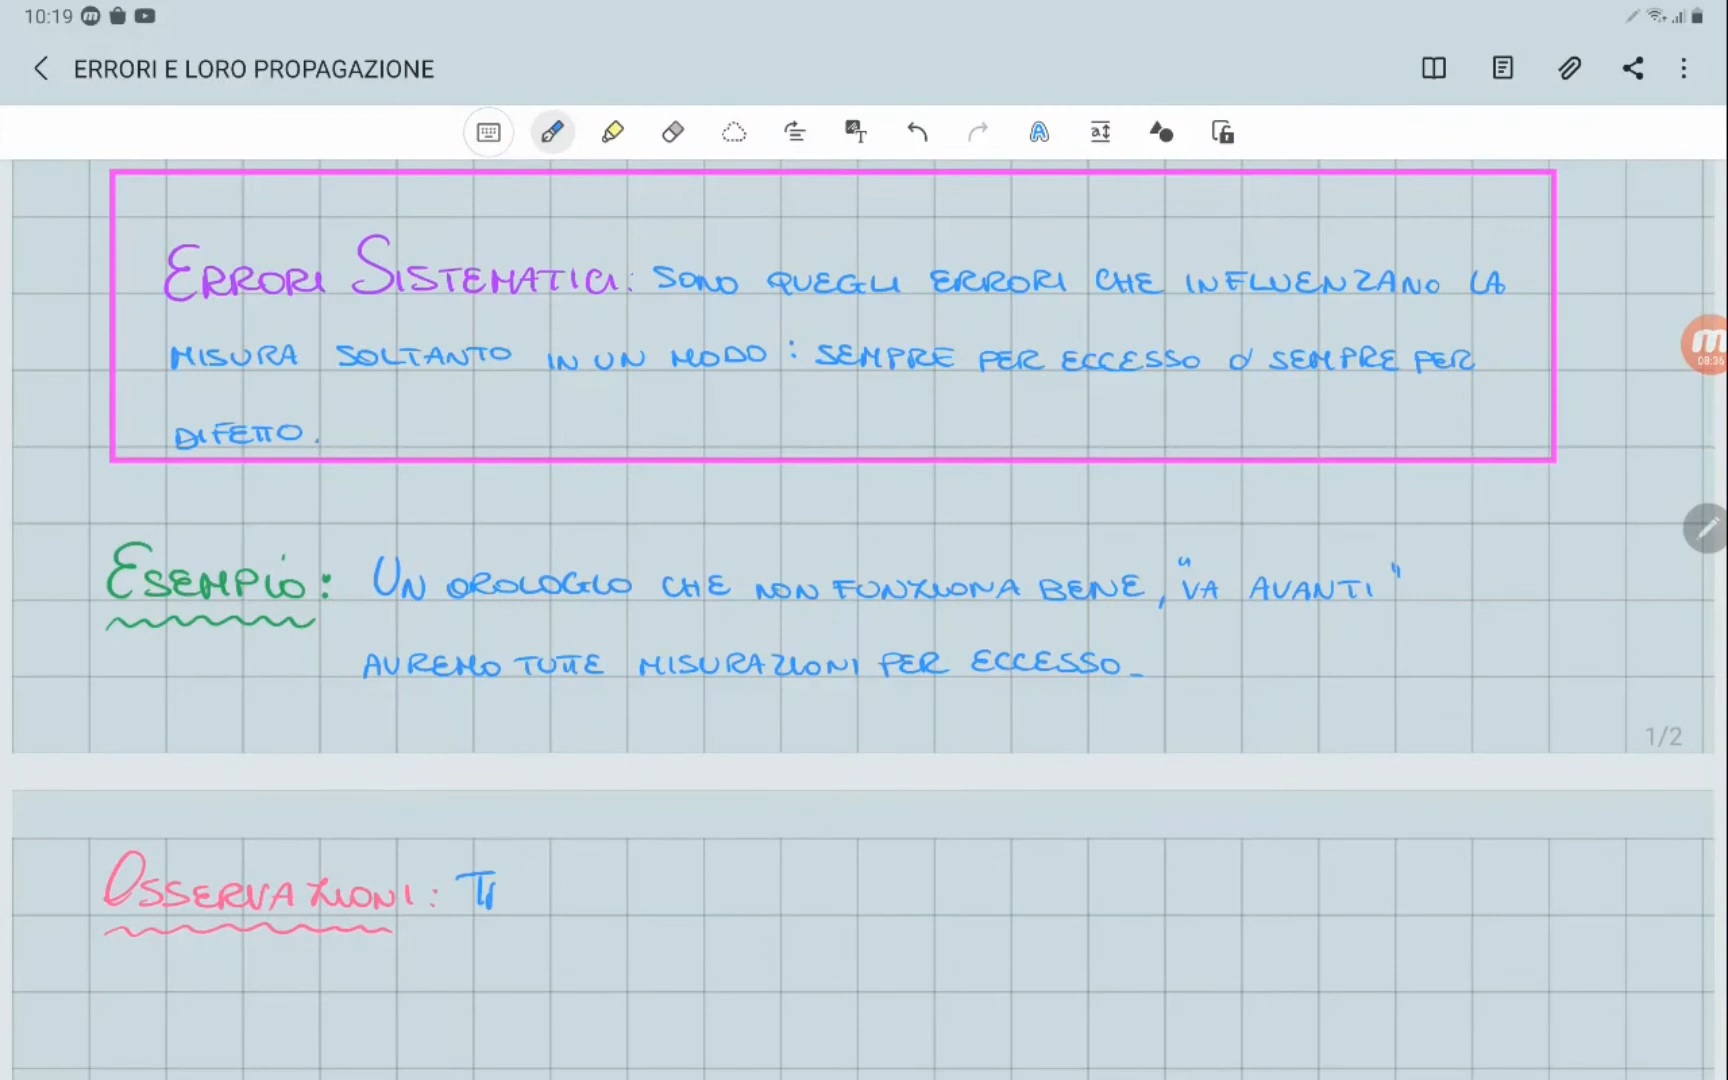 10:19
ERRORI E LORO PROPAGAZIONE
ERRORI SISTEMATICI: SONO QUEGLI ERRORI CHE INFLUENZANO LA
MISURA SOLTANTO IN UN MODO: SEMPRE PER ECCESSO O SEMPRE PER
DIFETTO.
08:36
ESEMPIO: UN OROLOGIO CHE NON FUNZIONA BENE, "VA AVANTI"
AVREMO TUTTE MISURAZIONI PER ECCESSO.
1/2
OSSERVAZIONI: